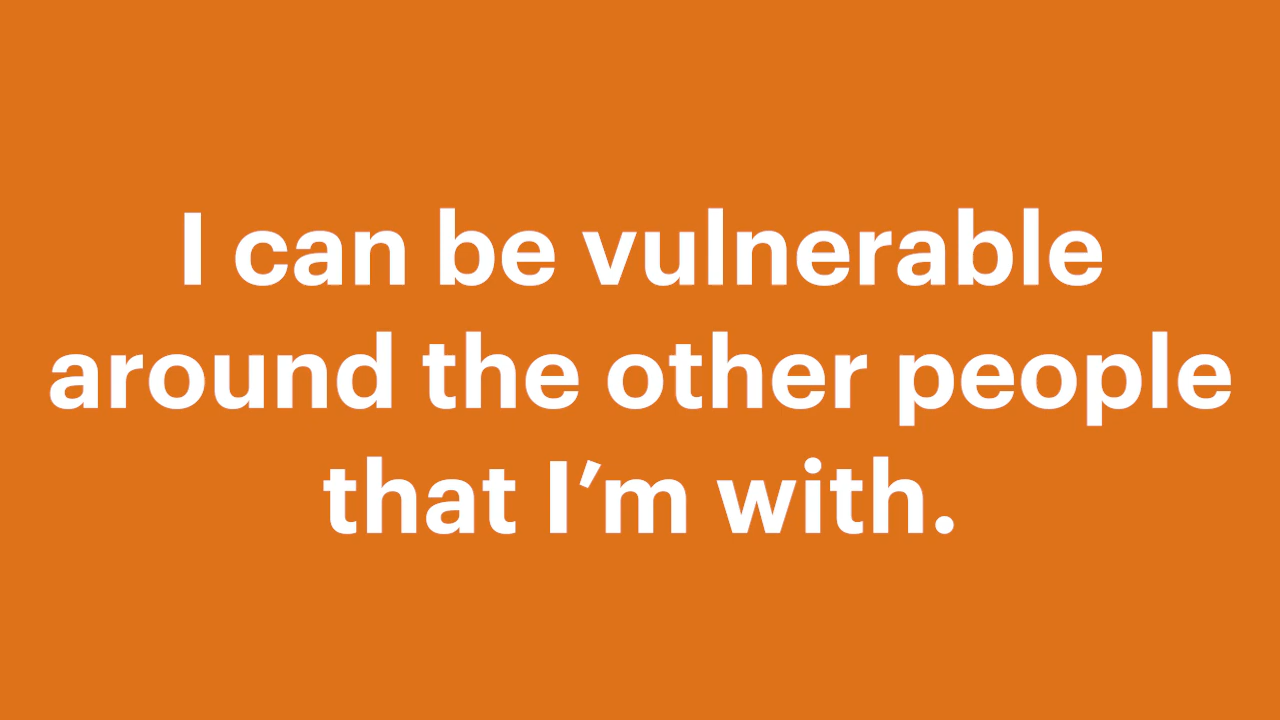 I can be vulnerable
around the other people
that I’m with.